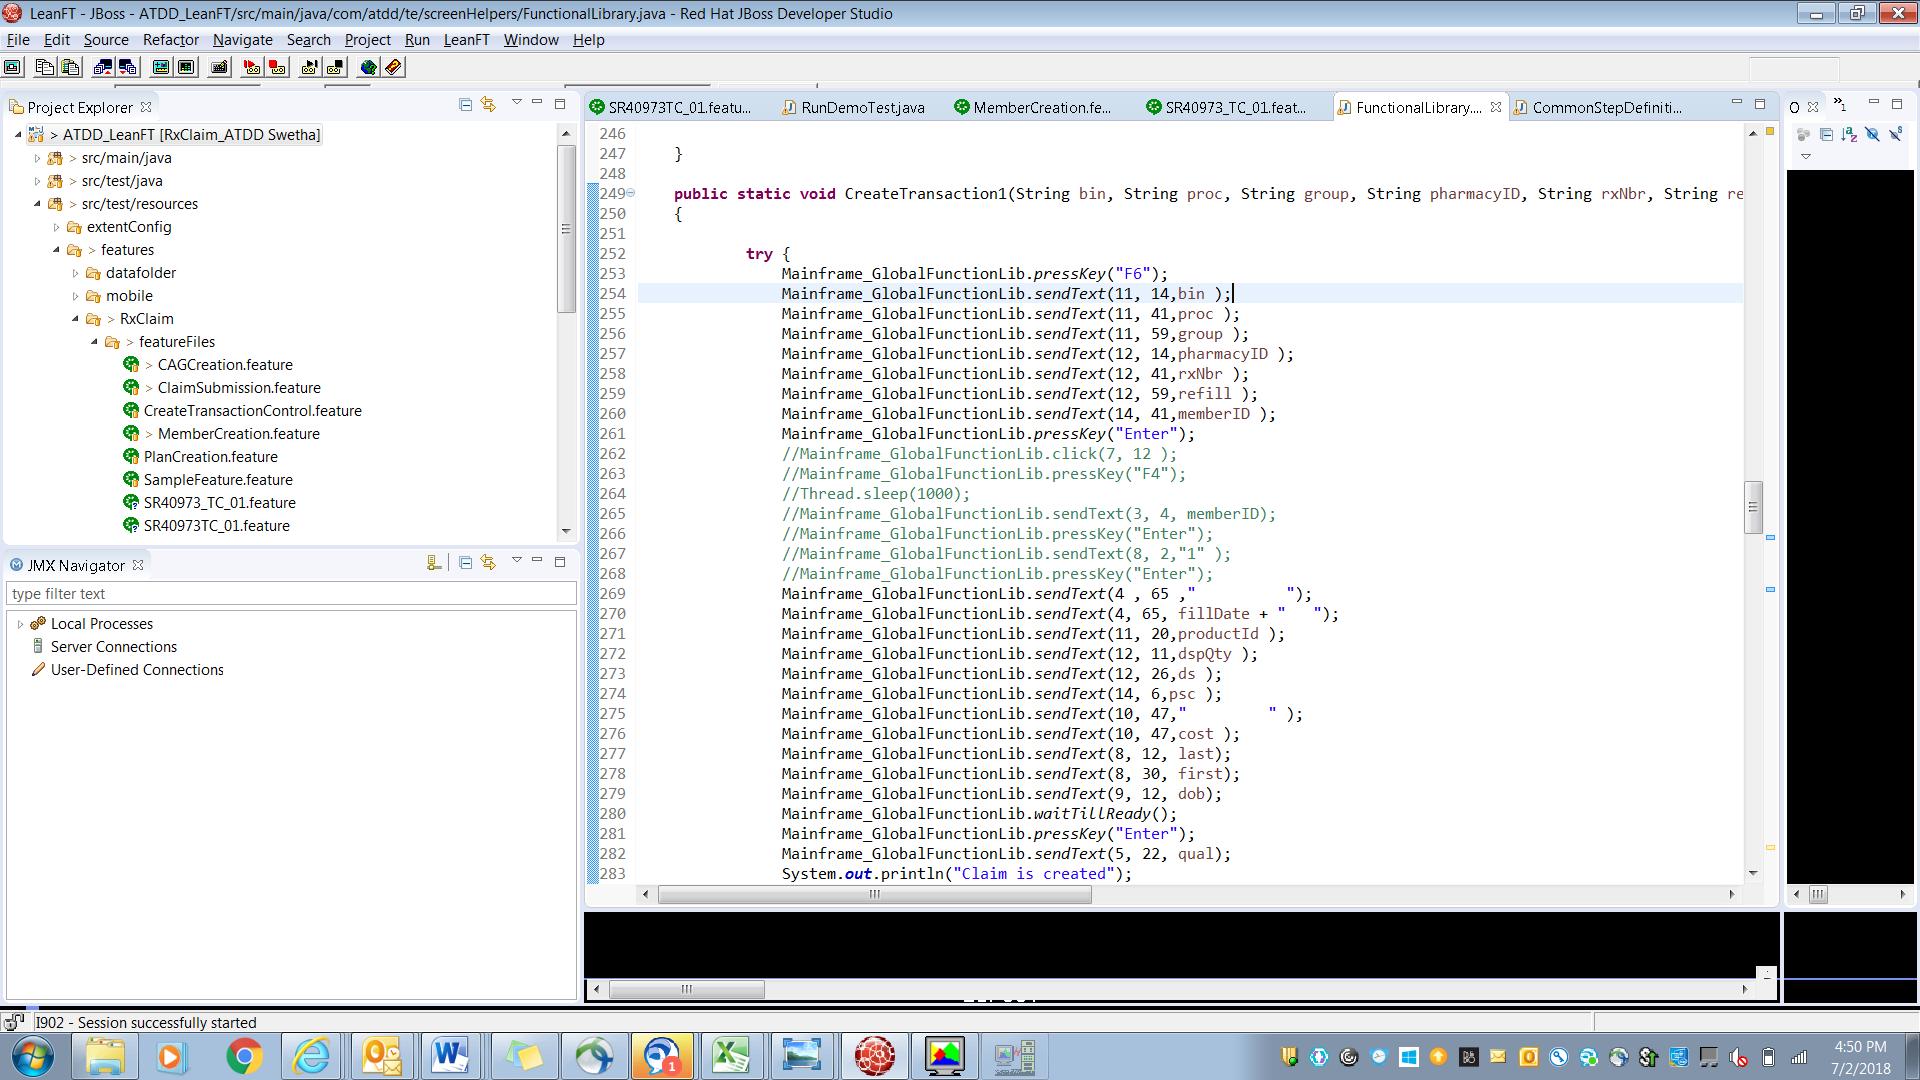 LeanFT - JBoss - ATDD_LeanFT/src/main/java/com/atdd/te/screenHelpers/FunctionalLibrary.java - Red Hat JBoss Developer Studio
File Edit Source Refactor Navigate Search Project Run LeanFT Window Help
Project Explorer
> ATDD_LeanFT [RxClaim_ATDD Swetha]
> src/main/java
> src/test/java
> src/test/resources
extentConfig
> features
datafolder
mobile
> RxClaim
> featureFiles
> CAGCreation.feature
> ClaimSubmission.feature
CreateTransactionControl.feature
> MemberCreation.feature
PlanCreation.feature
SampleFeature.feature
SR40973_TC_01.feature
SR40973TC_01.feature
JMX Navigator
type filter text
Local Processes
Server Connections
User-Defined Connections
SR40973TC_01.featu... RunDemoTest.java MemberCreation.fe... SR40973_TC_01.feat... FunctionalLibrary.... CommonStepDefiniti...
246
247 }
248
249 public static void CreateTransaction1(String bin, String proc, String group, String pharmacyID, String rxNbr, String re
250 {
251
252 try {
253 Mainframe_GlobalFunctionLib.pressKey("F6");
254 Mainframe_GlobalFunctionLib.sendText(11, 14,bin );
255 Mainframe_GlobalFunctionLib.sendText(11, 41,proc );
256 Mainframe_GlobalFunctionLib.sendText(11, 59,group );
257 Mainframe_GlobalFunctionLib.sendText(12, 14,pharmacyID );
258 Mainframe_GlobalFunctionLib.sendText(12, 41,rxNbr );
259 Mainframe_GlobalFunctionLib.sendText(12, 59,refill );
260 Mainframe_GlobalFunctionLib.sendText(14, 41,memberID );
261 Mainframe_GlobalFunctionLib.pressKey("Enter");
262 //Mainframe_GlobalFunctionLib.click(7, 12 );
263 //Mainframe_GlobalFunctionLib.pressKey("F4");
264 //Thread.sleep(1000);
265 //Mainframe_GlobalFunctionLib.sendText(3, 4, memberID);
266 //Mainframe_GlobalFunctionLib.pressKey("Enter");
267 //Mainframe_GlobalFunctionLib.sendText(8, 2,"1" );
268 //Mainframe_GlobalFunctionLib.pressKey("Enter");
269 Mainframe_GlobalFunctionLib.sendText(4 , 65 ,"          ");
270 Mainframe_GlobalFunctionLib.sendText(4, 65, fillDate + "   ");
271 Mainframe_GlobalFunctionLib.sendText(11, 20,productId );
272 Mainframe_GlobalFunctionLib.sendText(12, 11,dspQty );
273 Mainframe_GlobalFunctionLib.sendText(12, 26,ds );
274 Mainframe_GlobalFunctionLib.sendText(14, 6,psc );
275 Mainframe_GlobalFunctionLib.sendText(10, 47,"         " );
276 Mainframe_GlobalFunctionLib.sendText(10, 47,cost );
277 Mainframe_GlobalFunctionLib.sendText(8, 12, last);
278 Mainframe_GlobalFunctionLib.sendText(8, 30, first);
279 Mainframe_GlobalFunctionLib.sendText(9, 12, dob);
280 Mainframe_GlobalFunctionLib.waitTillReady();
281 Mainframe_GlobalFunctionLib.pressKey("Enter");
282 Mainframe_GlobalFunctionLib.sendText(5, 22, qual);
283 System.out.println("Claim is created");
I902 - Session successfully started
4:50 PM
7/2/2018